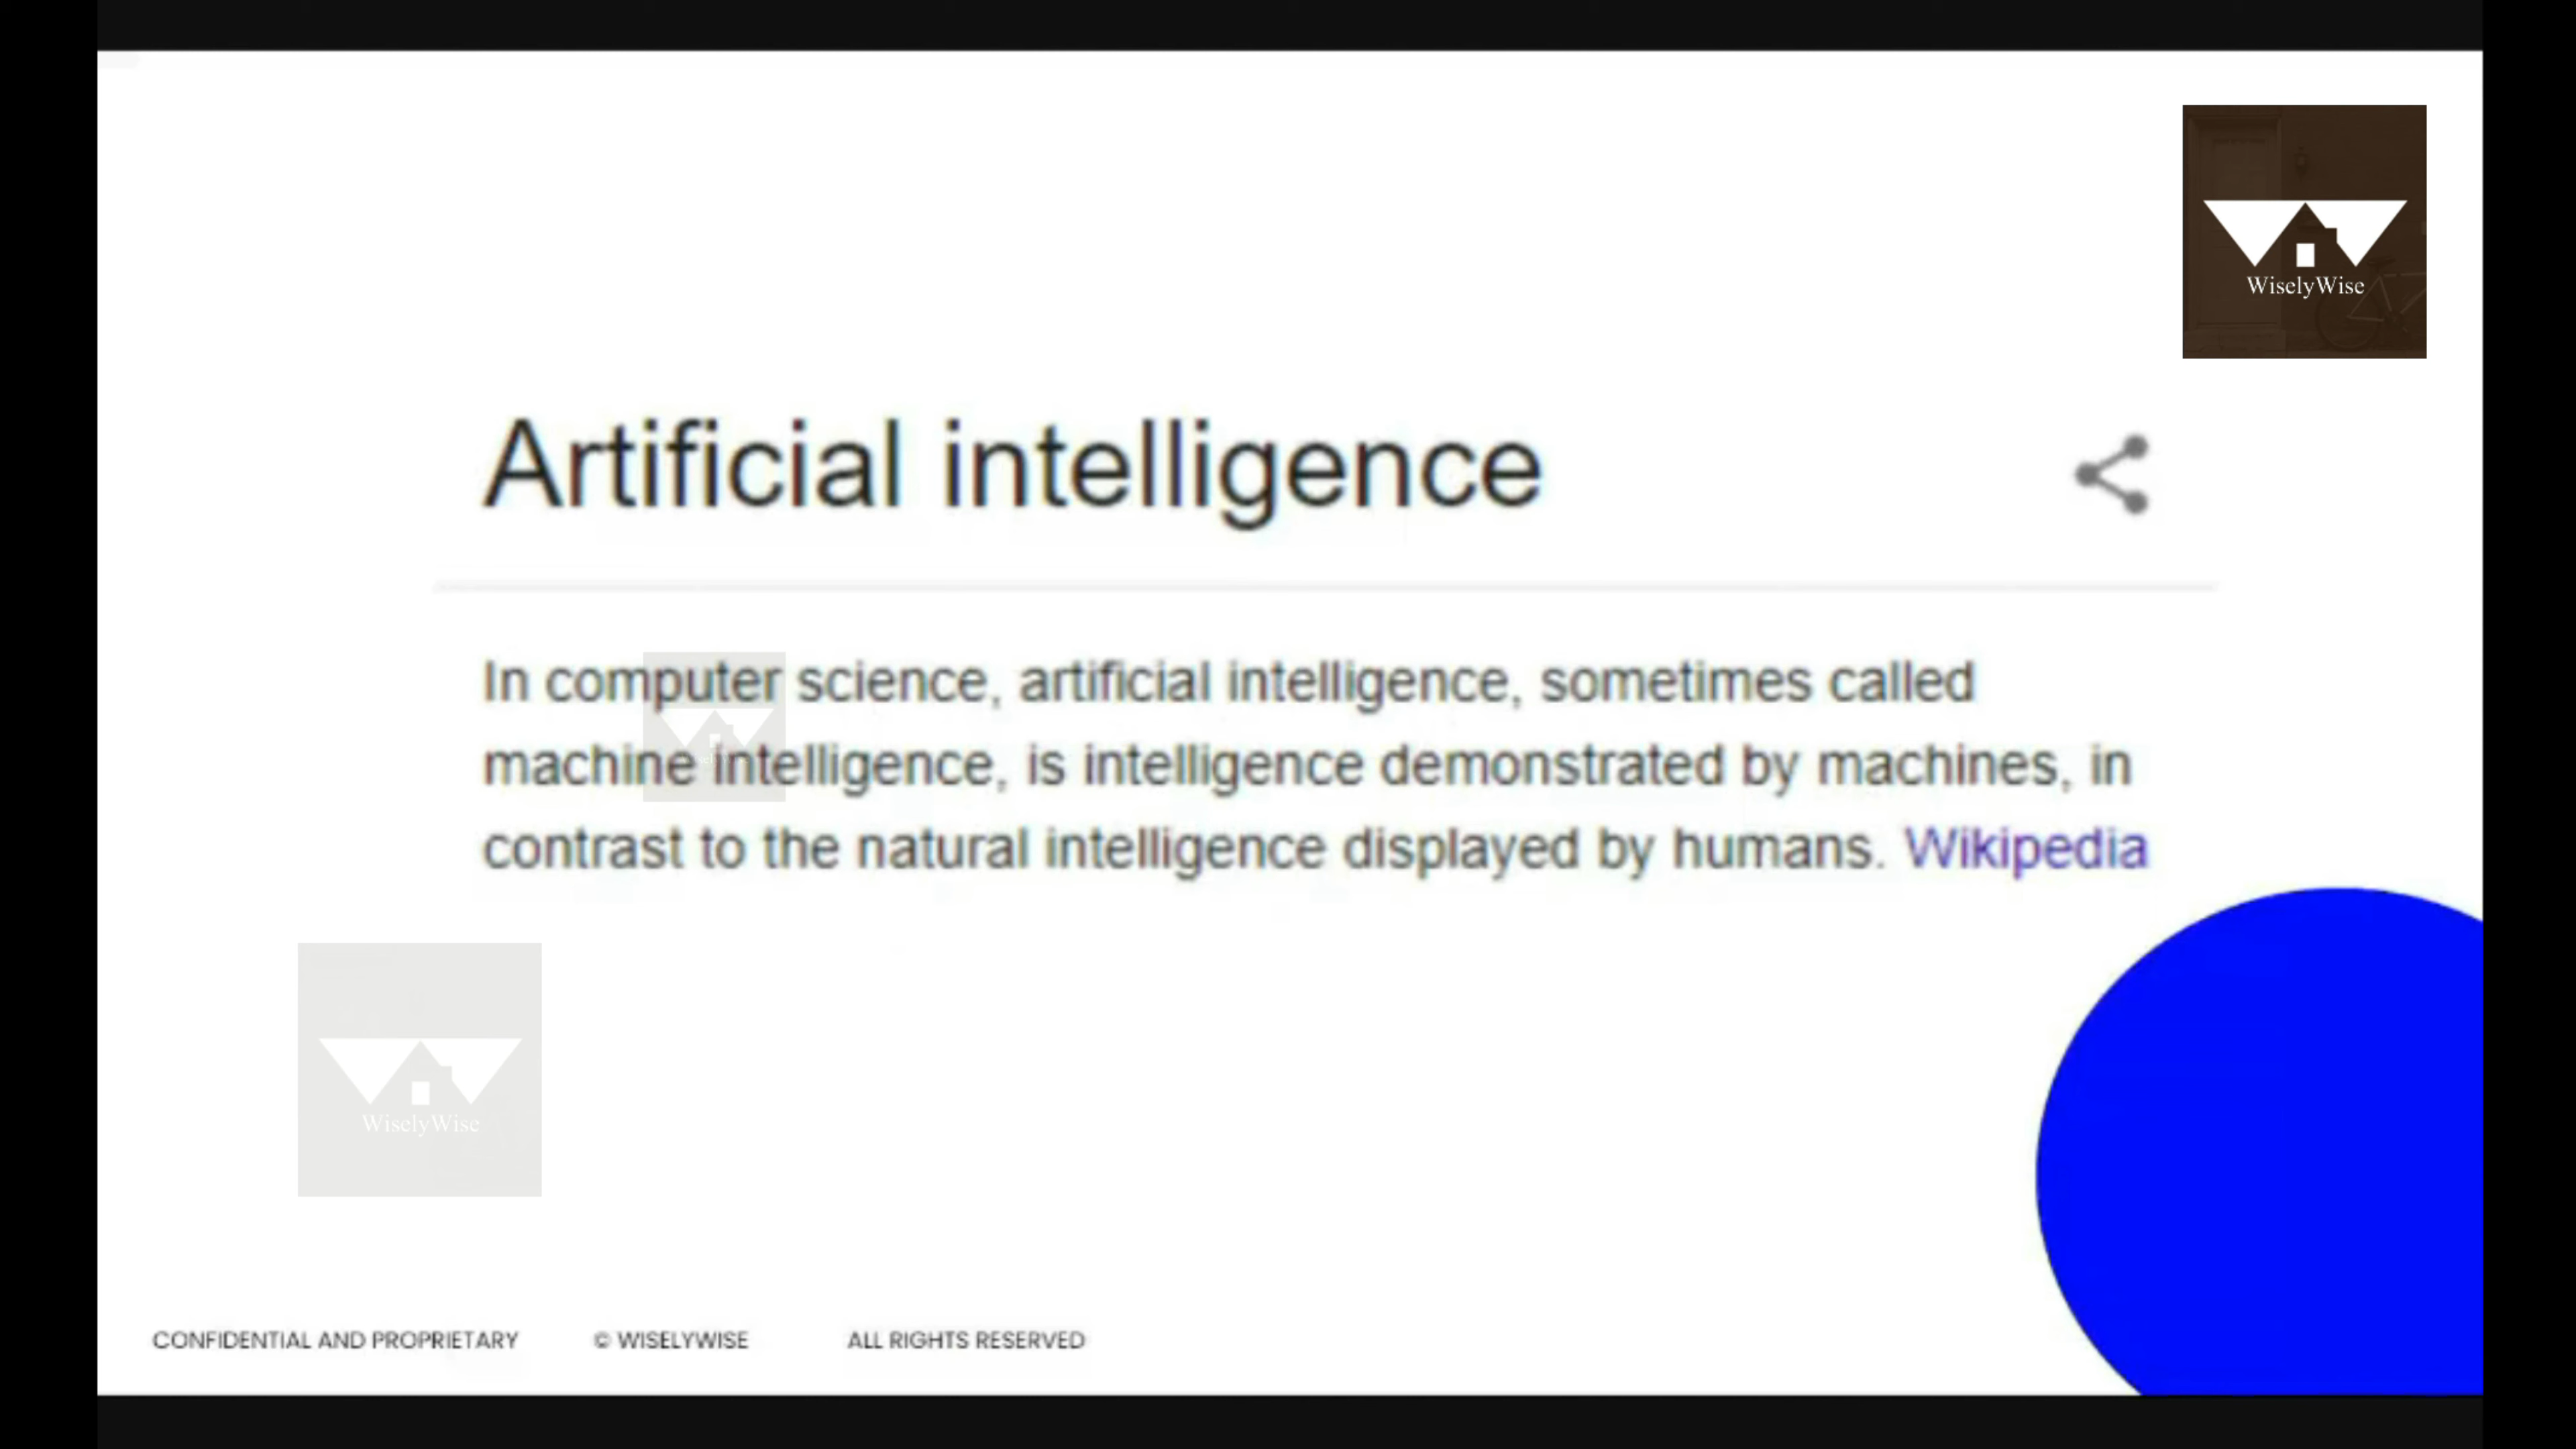 WiselyWise
Artificial intelligence
In computer science, artificial intelligence, sometimes called
machine intelligence, is intelligence demonstrated by machines, in
contrast to the natural intelligence displayed by humans. Wikipedia
WiselyWise
CONFIDENTIAL AND PROPRIETARY © WISELYWISE ALL RIGHTS RESERVED